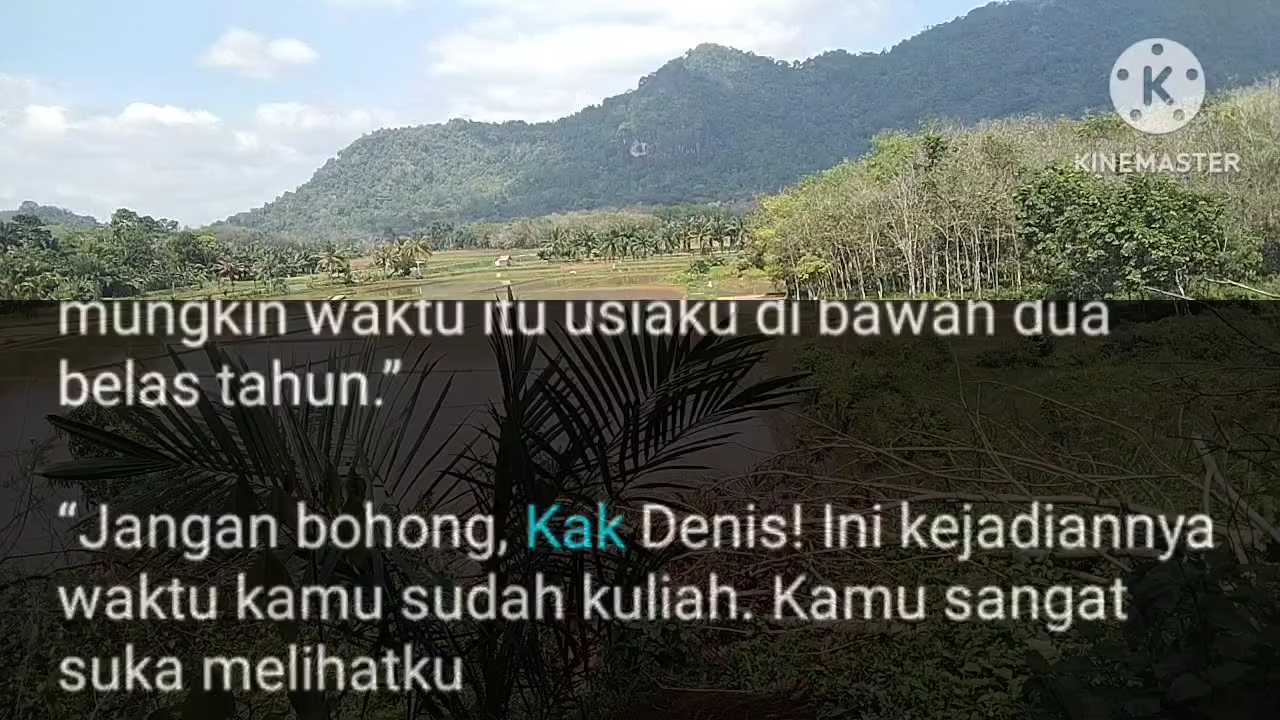 K
KINEMASTER
mungkin waktu itu usiaku di bawah dua
belas tahun.”
“Jangan bohong, Kak Denis! Ini kejadiannya
waktu kamu sudah kuliah. Kamu sangat
suka melihatku